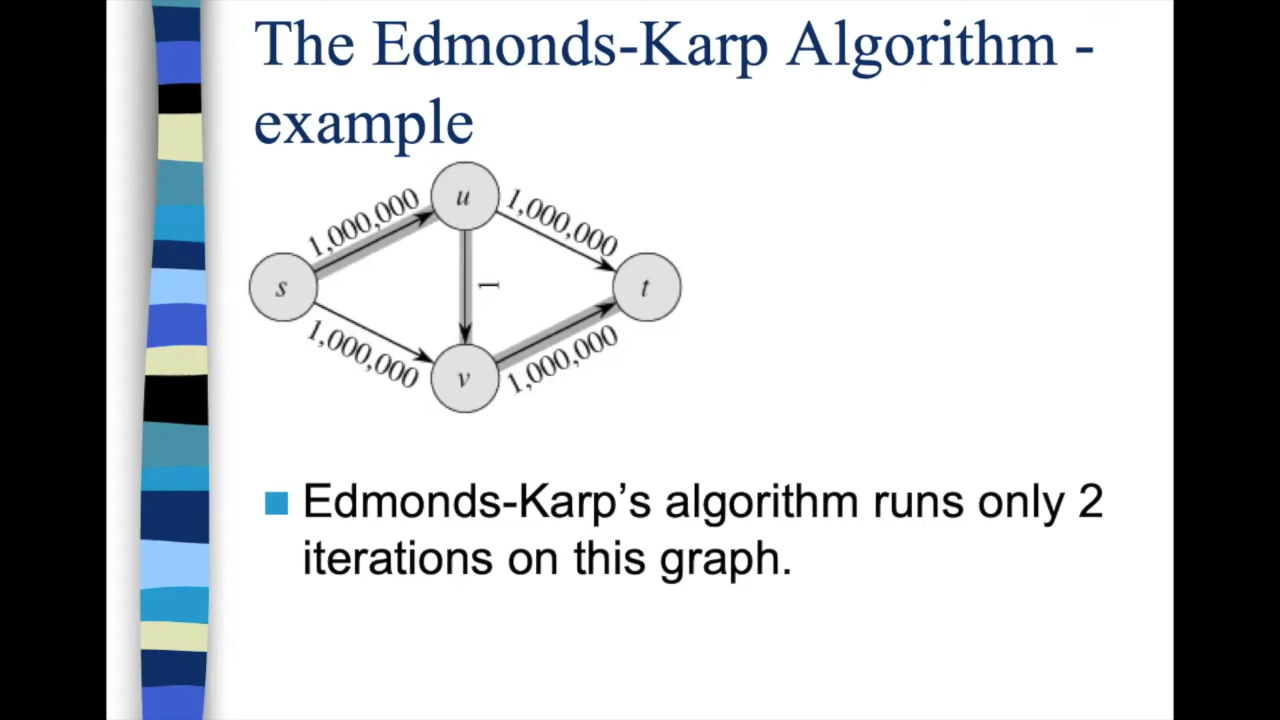 The Edmonds-Karp Algorithm -
example
u
1,000,000
1,000,000
s
1
t
1,000,000
1,000,000
v
Edmonds-Karp’s algorithm runs only 2
iterations on this graph.